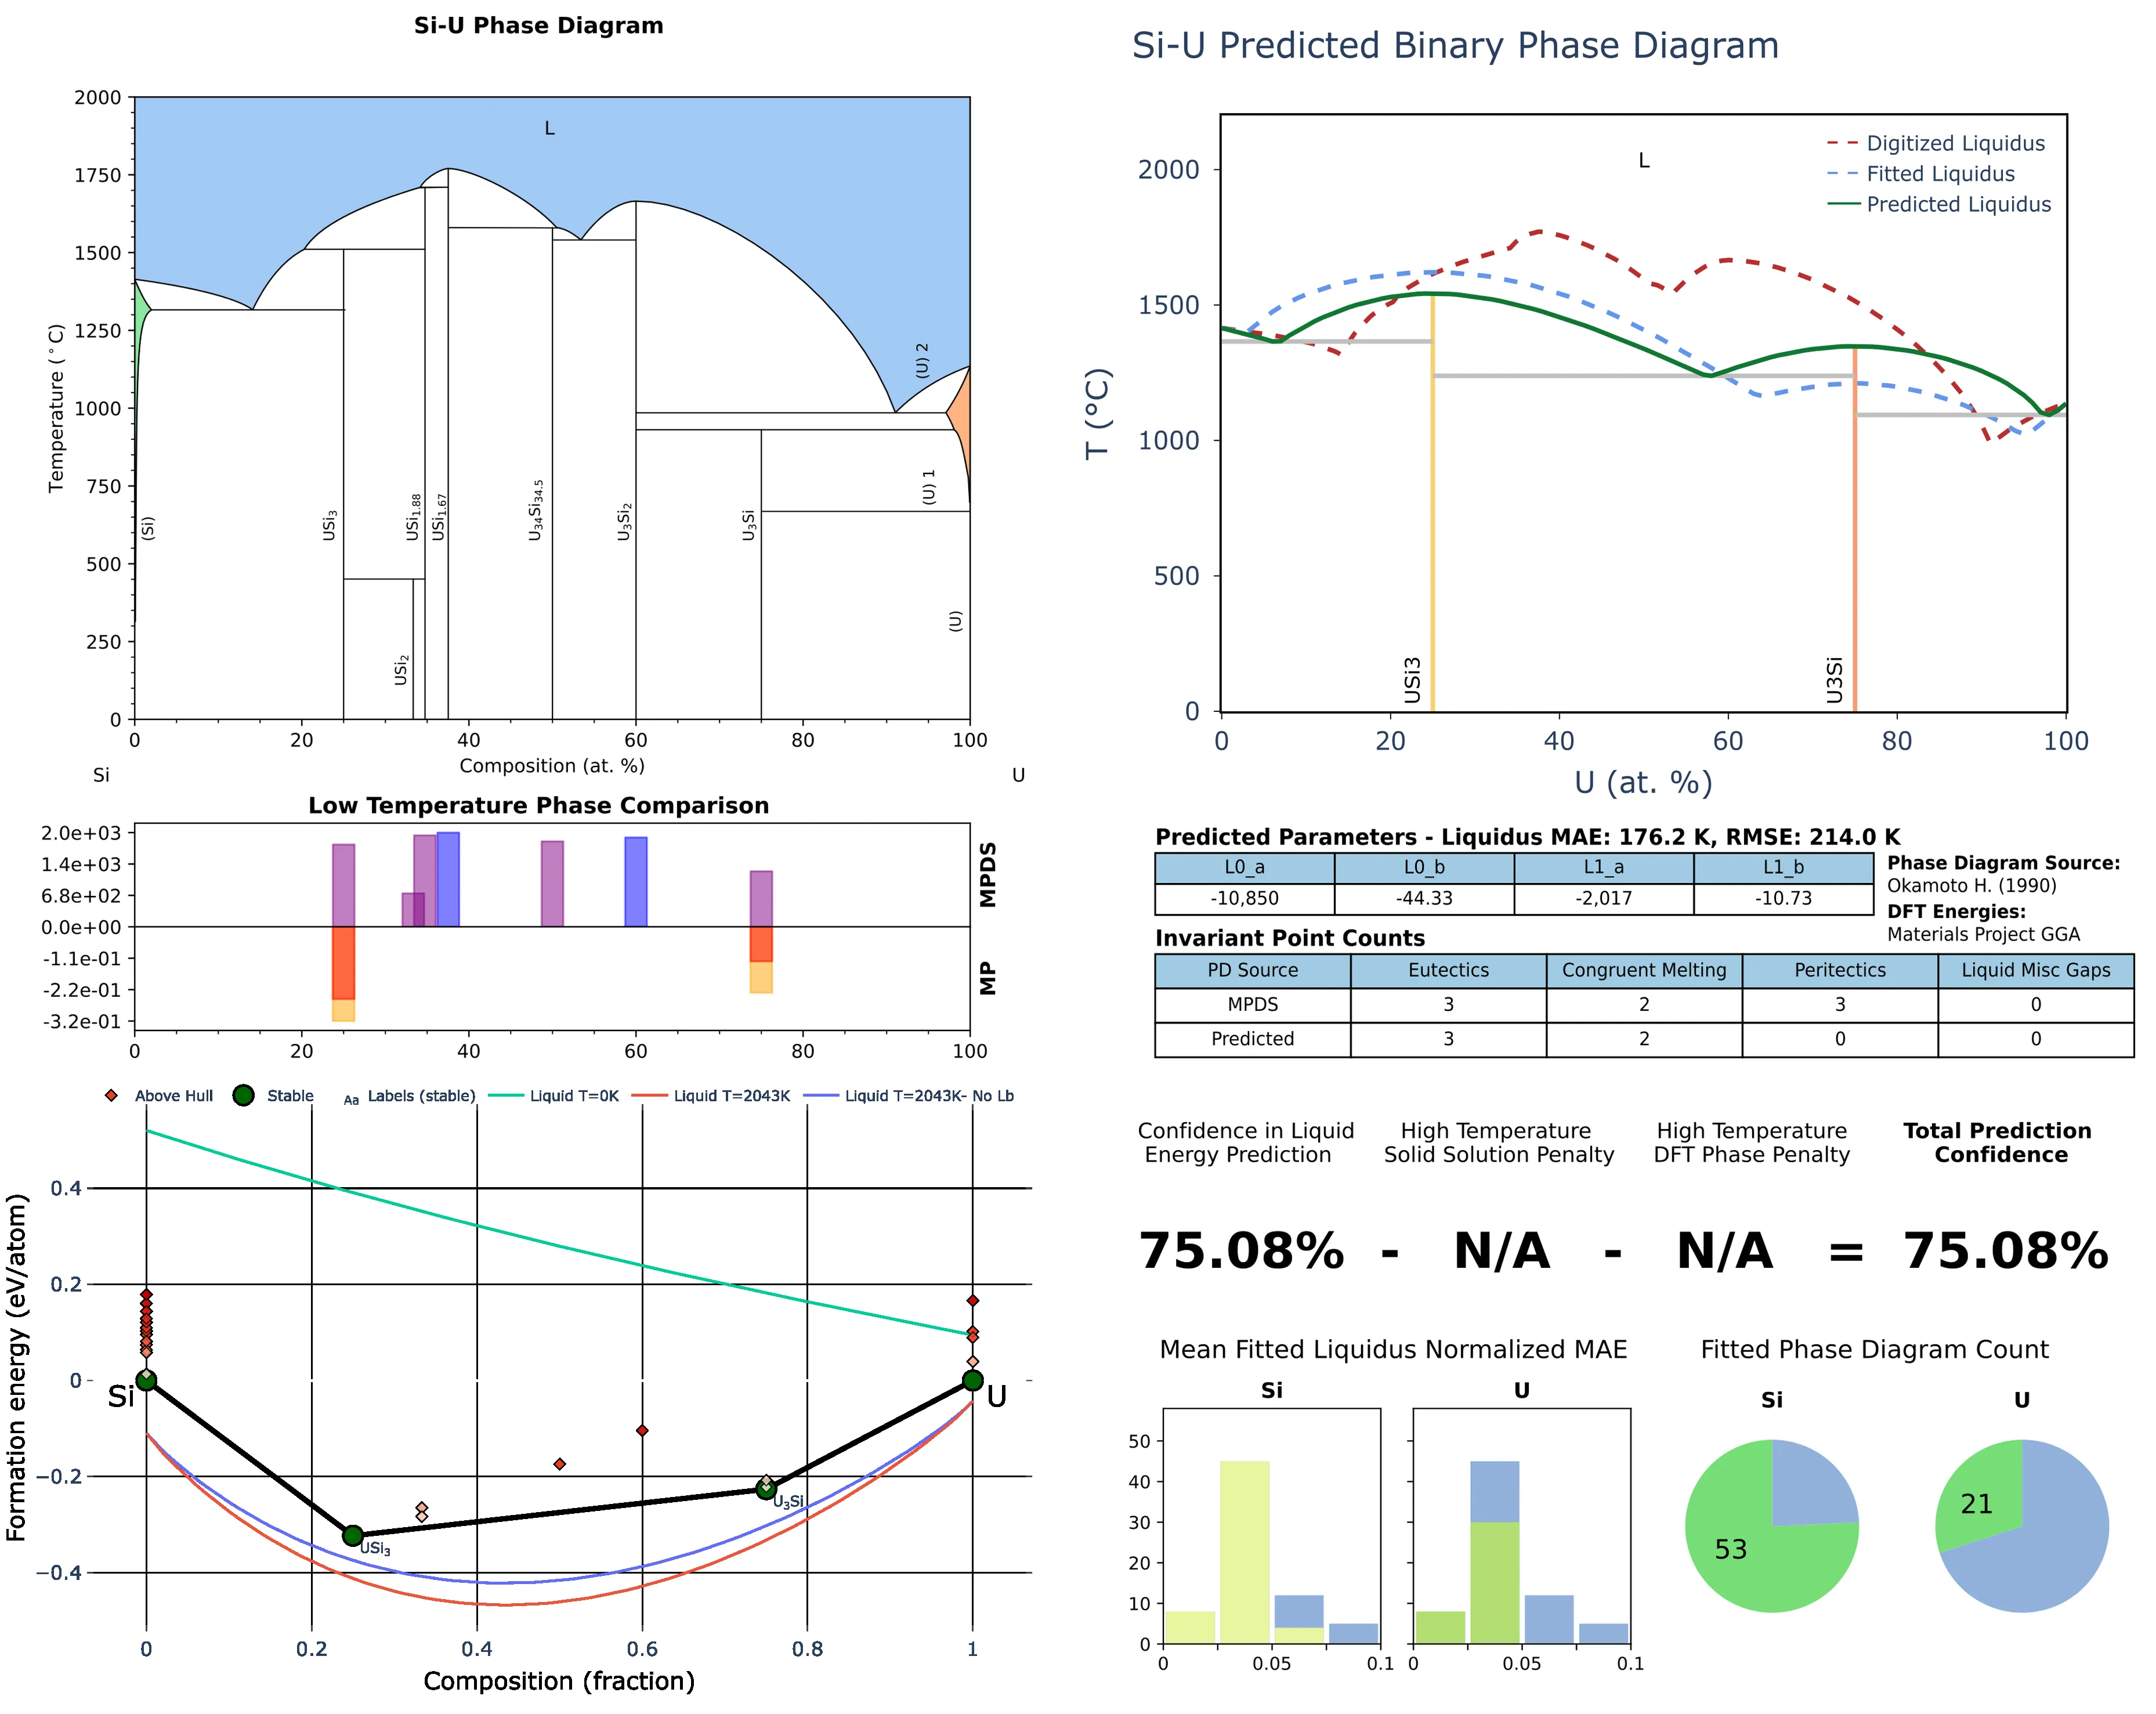 Si-U Phase Diagram
2000
1750
1500
1250
1000
750
500
250
0
Temperature (°C)
L
(U) 2
(U) 1
(U)
(Si)
USi3
USi2
USi1.88
USi1.67
U34Si34.5
U3Si2
U3Si
0 20 40 60 80 100
Composition (at. %)
Si U
Low Temperature Phase Comparison
2.0e+03
1.4e+03
6.8e+02
0.0e+00
-1.1e-01
-2.2e-01
-3.2e-01
MPDS
MP
0 20 40 60 80 100
Above Hull Stable Aa Labels (stable) Liquid T=0K Liquid T=2043K Liquid T=2043K- No Lb
0.4
0.2
0
−0.2
−0.4
Formation energy (eV/atom)
Si U
USi3
U3Si
0 0.2 0.4 0.6 0.8 1
Composition (fraction)
Si-U Predicted Binary Phase Diagram
2000
1500
1000
500
0
T (°C)
L
Digitized Liquidus
Fitted Liquidus
Predicted Liquidus
USi3
U3Si
0 20 40 60 80 100
U (at. %)
Predicted Parameters - Liquidus MAE: 176.2 K, RMSE: 214.0 K
L0_a L0_b L1_a L1_b
-10,850 -44.33 -2,017 -10.73
Phase Diagram Source:
Okamoto H. (1990)
DFT Energies:
Materials Project GGA
Invariant Point Counts
PD Source Eutectics Congruent Melting Peritectics Liquid Misc Gaps
MPDS 3 2 3 0
Predicted 3 2 0 0
Confidence in Liquid High Temperature High Temperature Total Prediction
Energy Prediction Solid Solution Penalty DFT Phase Penalty Confidence
75.08% - N/A - N/A = 75.08%
Mean Fitted Liquidus Normalized MAE
Si U
50
40
30
20
10
0
0 0.05 0.1 0 0.05 0.1
Fitted Phase Diagram Count
Si U
53
21